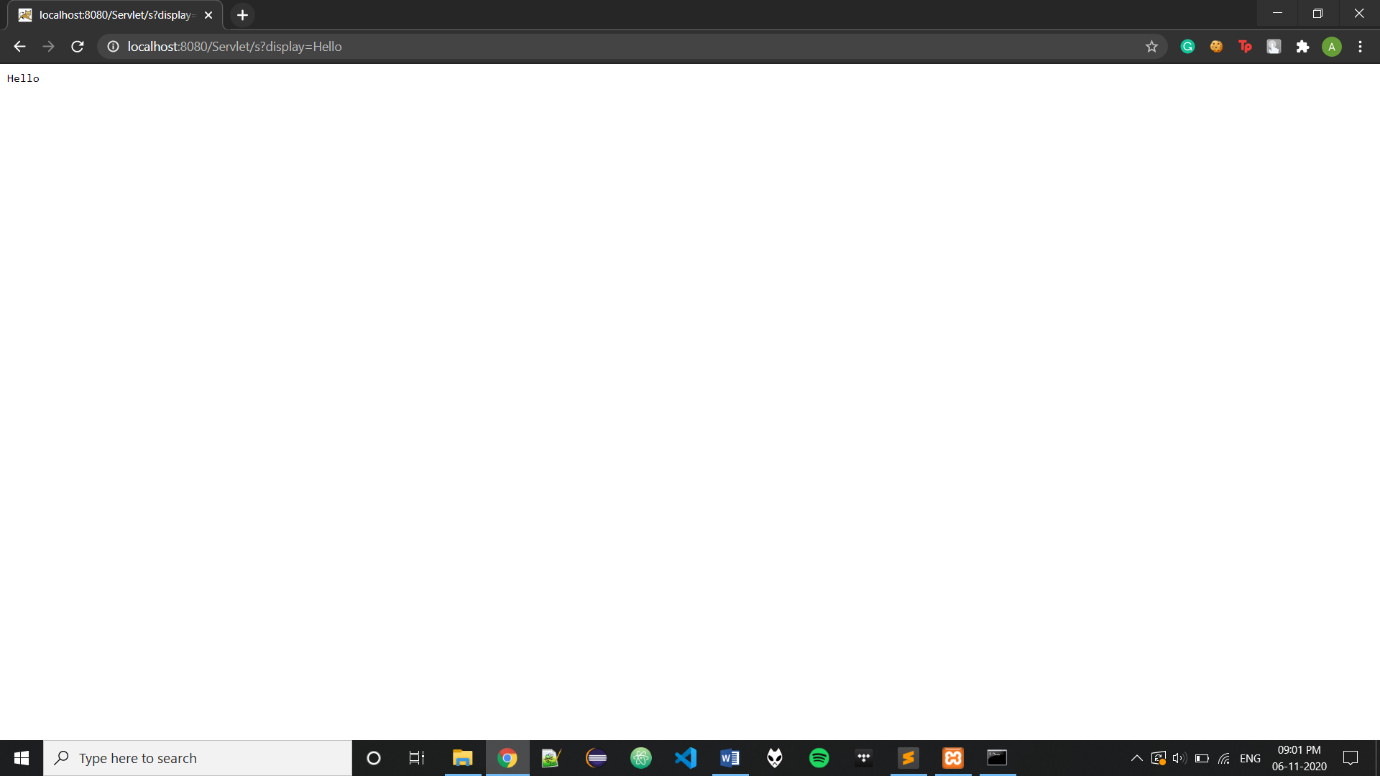 localhost:8080/Servlet/s?display=
localhost:8080/Servlet/s?display=Hello
G
Tp
A
Hello
Type here to search
W
ENG
09:01 PM
06-11-2020